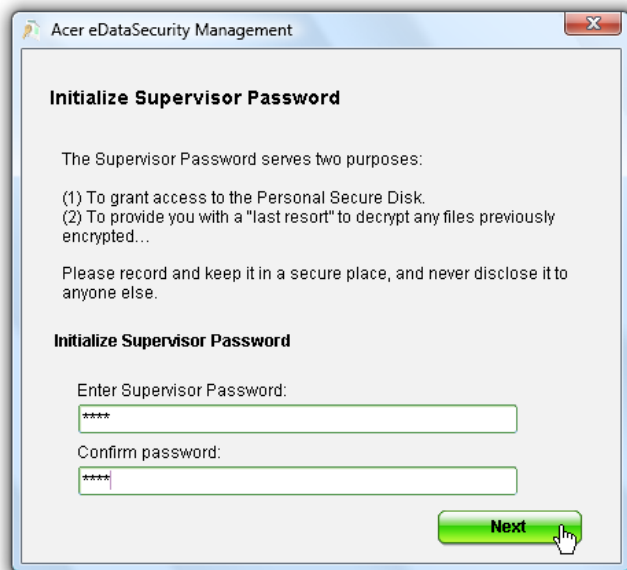 Acer eDataSecurity Management
Initialize Supervisor Password
The Supervisor Password serves two purposes:
(1) To grant access to the Personal Secure Disk.
(2) To provide you with a "last resort" to decrypt any files previously
encrypted...
Please record and keep it in a secure place, and never disclose it to
anyone else.
Initialize Supervisor Password
Enter Supervisor Password:
****
Confirm password:
****
Next